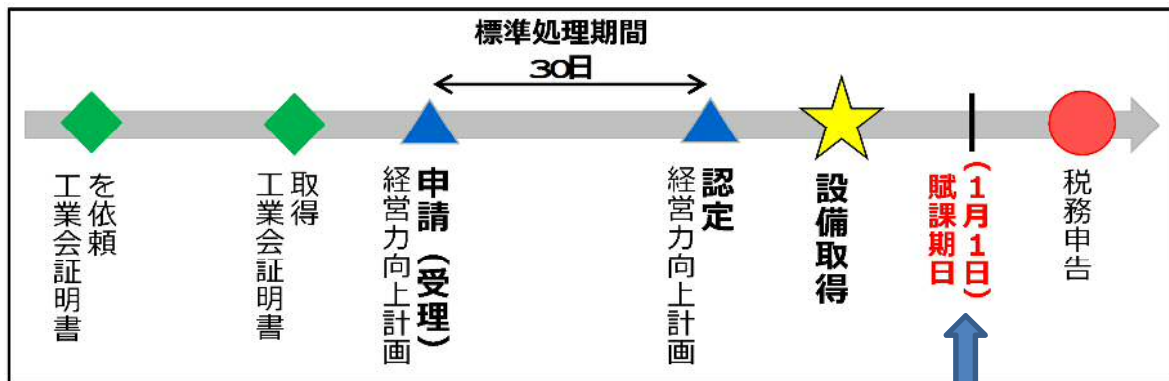 標準処理期間
30日
工業会証明書
を依頼
工業会証明書
取得
経営力向上計画
申請（受理）
経営力向上計画
認定
設備取得
賦課期日
（1月1日）
税務申告